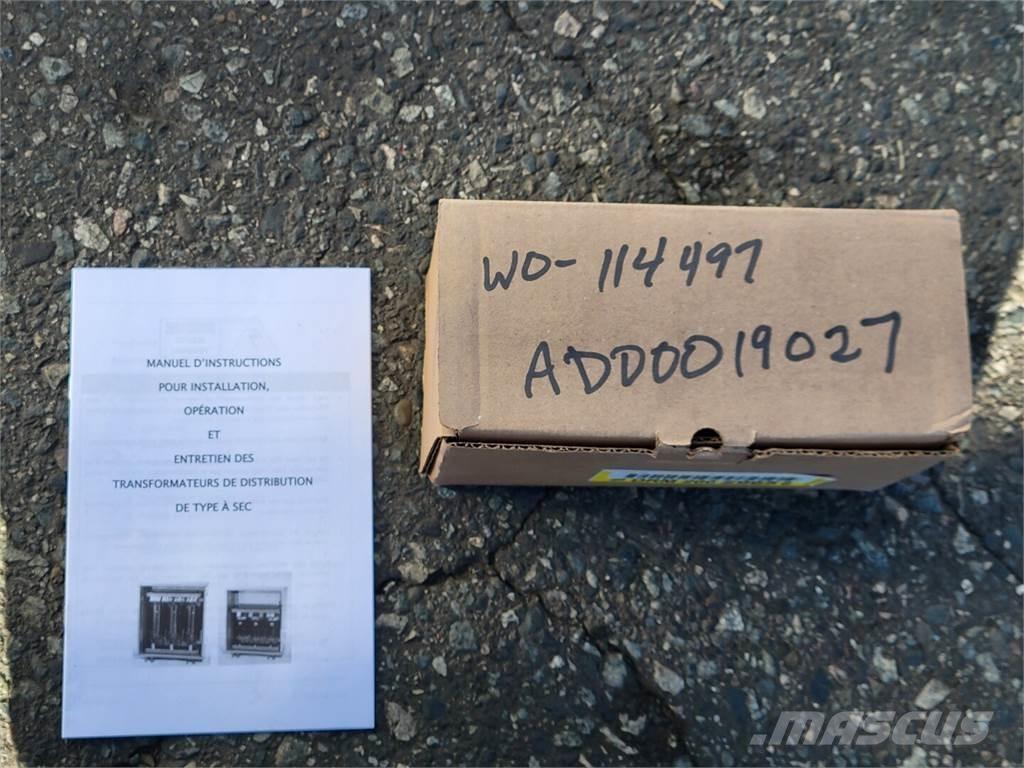 MANUEL D'INSTRUCTIONS
POUR INSTALLATION,
OPÉRATION
ET
ENTRETIEN DES
TRANSFORMATEURS DE DISTRIBUTION
DE TYPE À SEC
WO-114497
ADD0019027
MASCUS